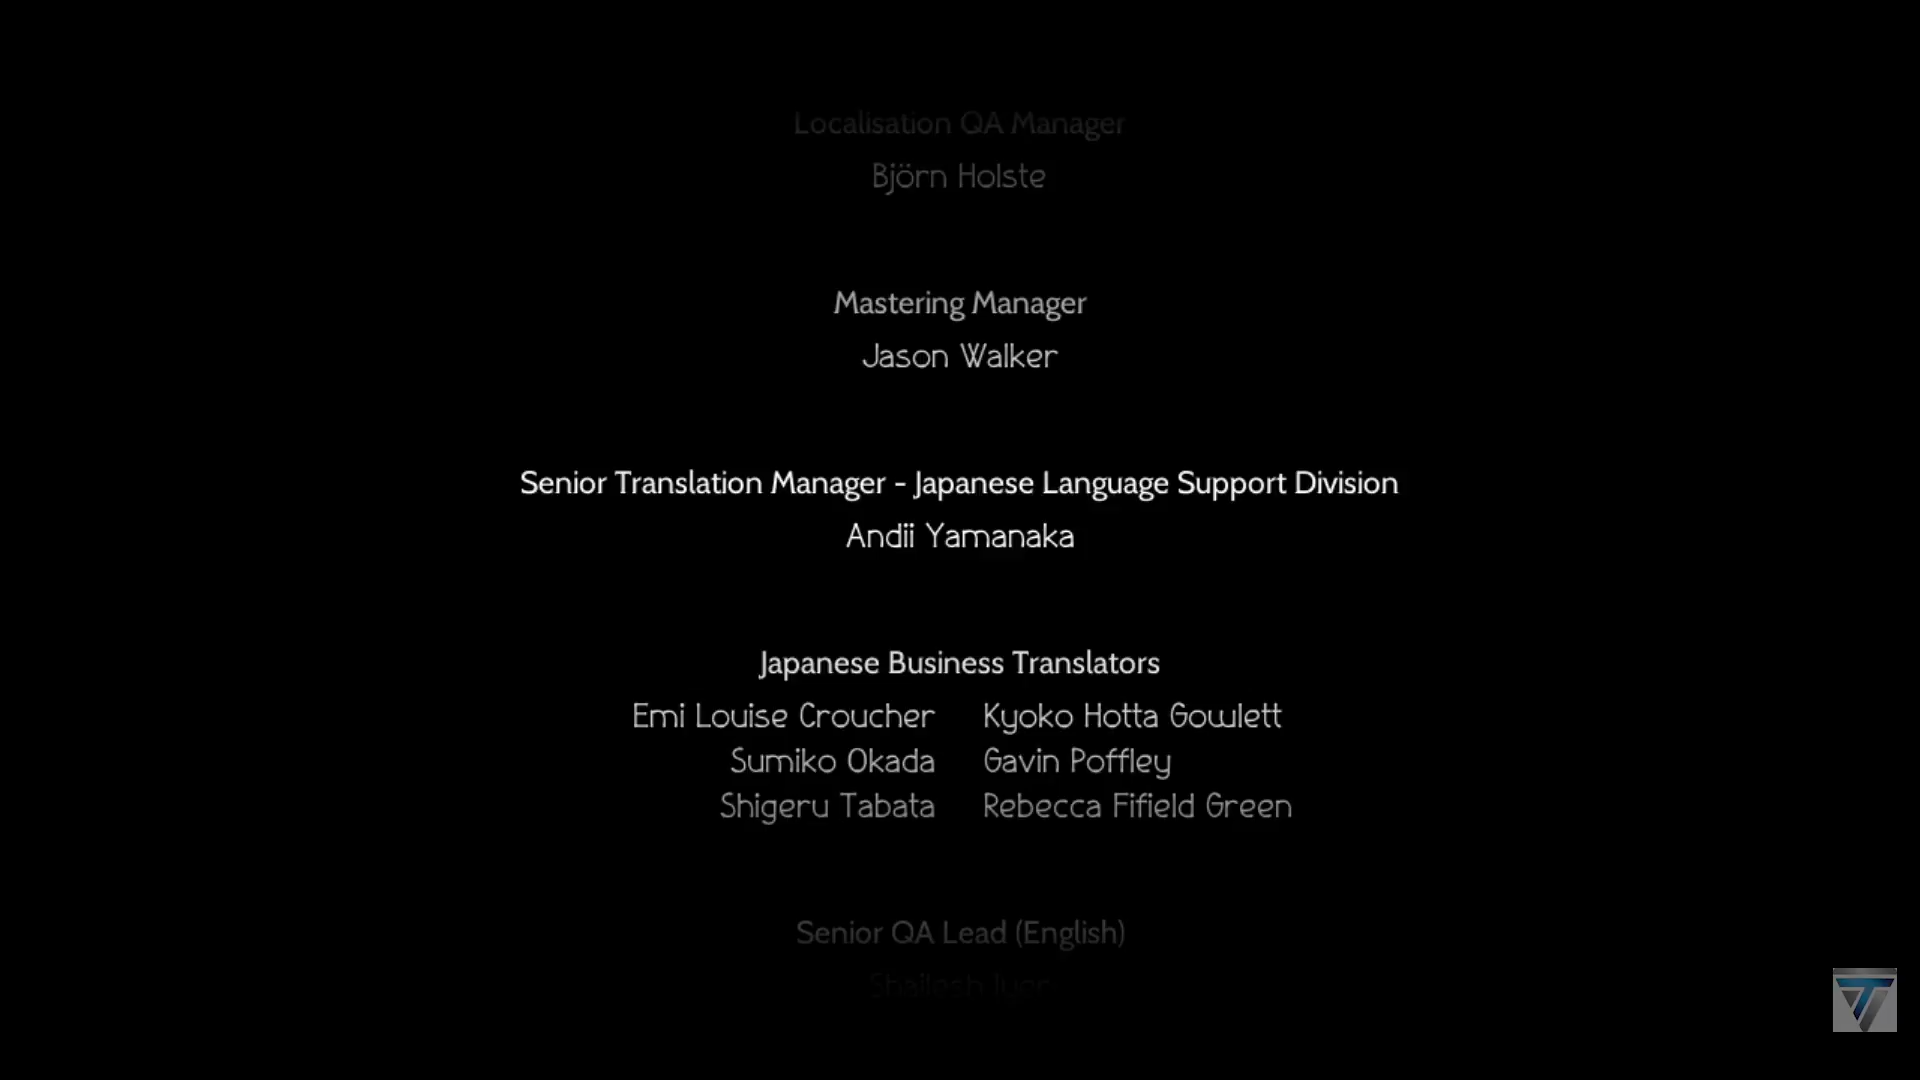 Localisation QA Manager
Björn Holste
Mastering Manager
Jason Walker
Senior Translation Manager - Japanese Language Support Division
Andii Yamanaka
Japanese Business Translators
Emi Louise Croucher Kyoko Hotta Gowlett
Sumiko Okada Gavin Poffley
Shigeru Tabata Rebecca Fifield Green
Senior QA Lead (English)
Shailesh Iyer